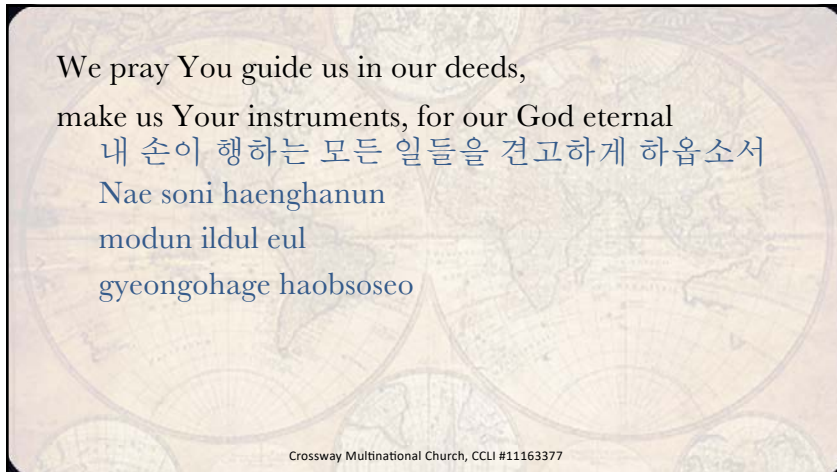 We pray You guide us in our deeds,
make us Your instruments, for our God eternal
내 손이 행하는 모든 일들을 견고하게 하옵소서
Nae soni haenghanun
modun ildul eul
gyeongohage haobsoseo
Crossway Multinational Church, CCLI #11163377